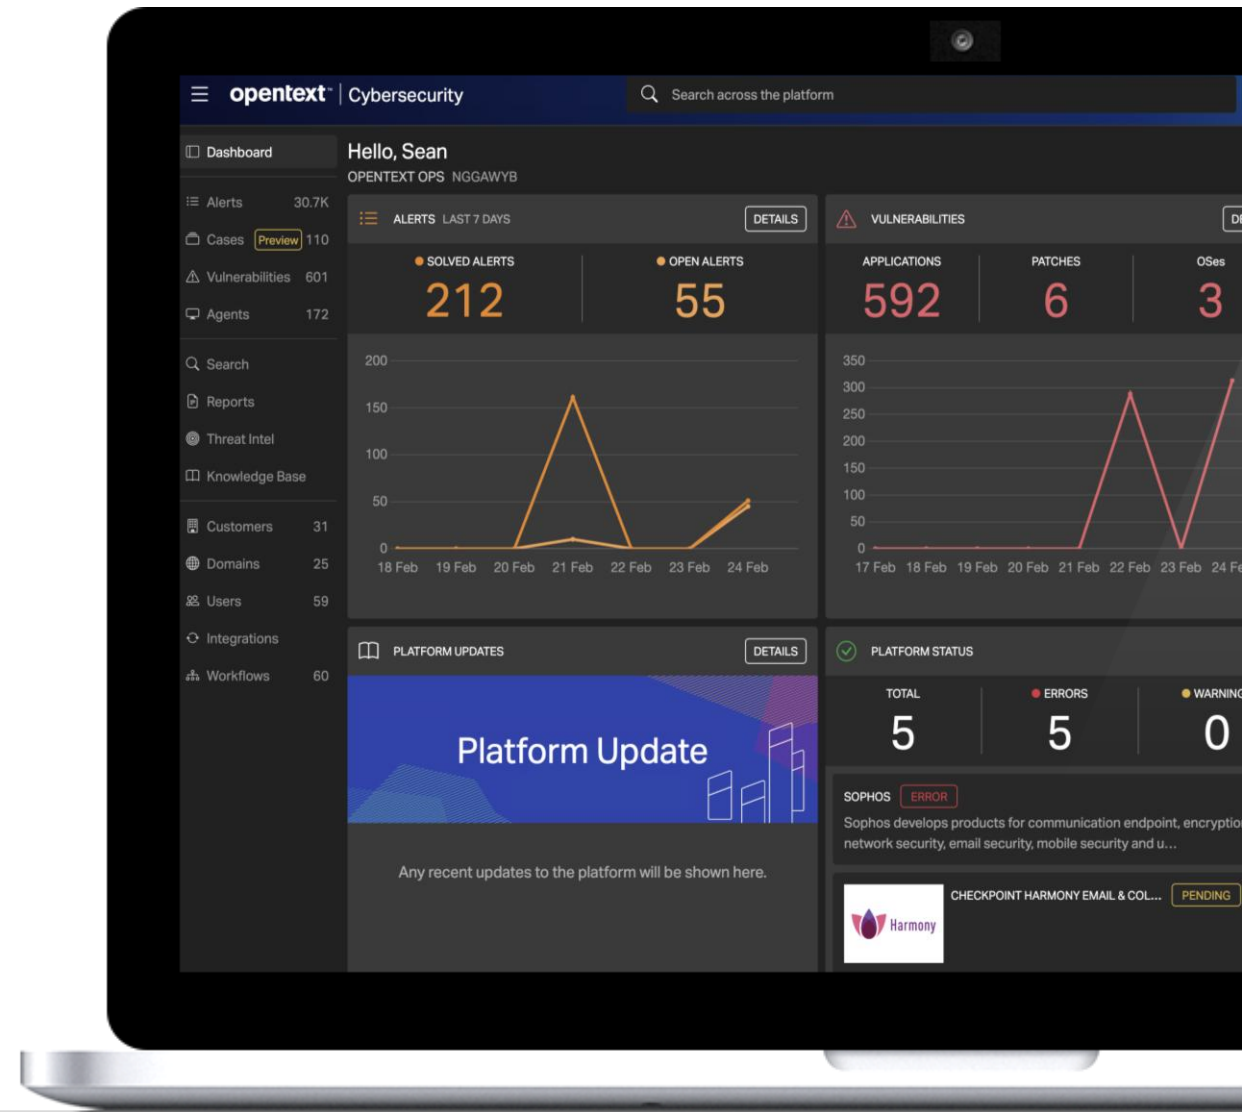 opentext™ | Cybersecurity
Search across the platform
Dashboard
Alerts 30.7K
Cases Preview 110
Vulnerabilities 601
Agents 172
Search
Reports
Threat Intel
Knowledge Base
Customers 31
Domains 25
Users 59
Integrations
Workflows 60
Hello, Sean
OPENTEXT OPS NGGAWYB
ALERTS LAST 7 DAYS DETAILS
SOLVED ALERTS OPEN ALERTS
212 55
200
150
100
50
0
18 Feb 19 Feb 20 Feb 21 Feb 22 Feb 23 Feb 24 Feb
VULNERABILITIES DE
APPLICATIONS PATCHES OSes
592 6 3
350
300
250
200
150
100
50
0
17 Feb 18 Feb 19 Feb 20 Feb 21 Feb 22 Feb 23 Feb 24 Fe
PLATFORM UPDATES DETAILS
Platform Update
Any recent updates to the platform will be shown here.
PLATFORM STATUS
TOTAL ERRORS WARNING
5 5 0
SOPHOS ERROR
Sophos develops products for communication endpoint, encryption
network security, email security, mobile security and u...
Harmony
CHECKPOINT HARMONY EMAIL & COL... PENDING